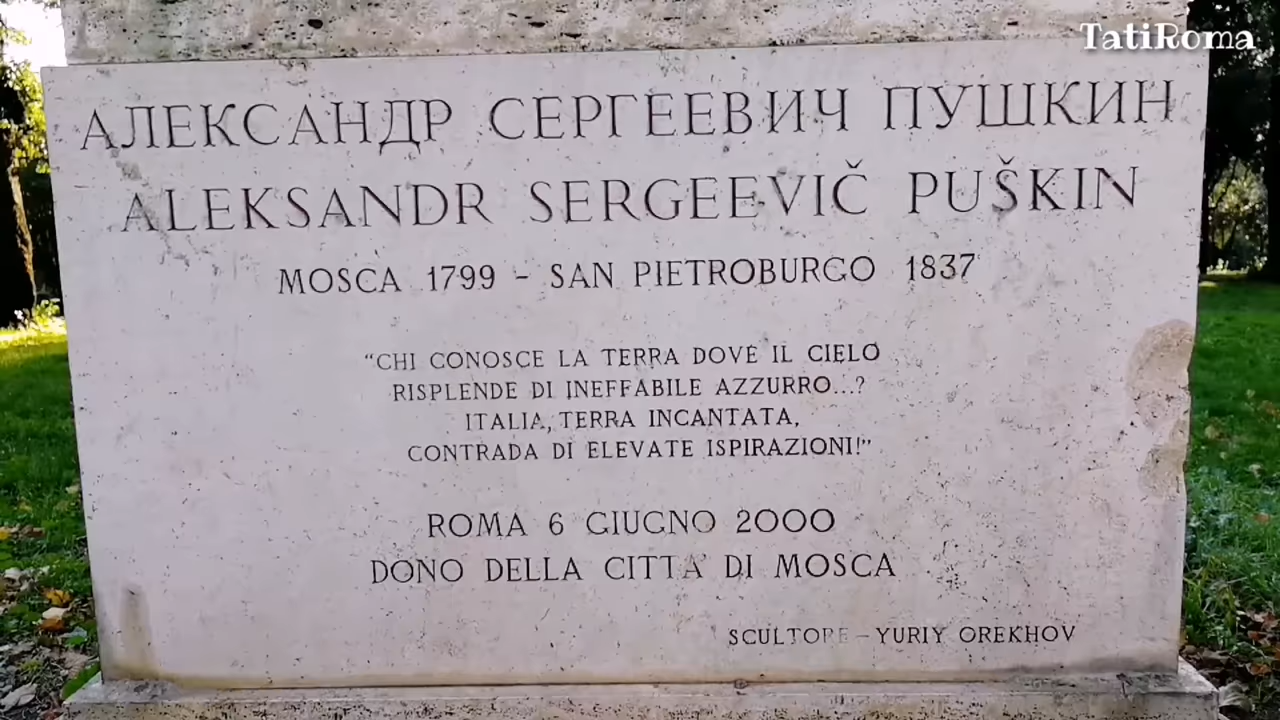 TatiRoma
АЛЕКСАНДР СЕРГЕЕВИЧ ПУШКИН
ALEKSANDR SERGEEVIČ PUŠKIN
MOSCA 1799 - SAN PIETROBURGO 1837
“CHI CONOSCE LA TERRA DOVE IL CIELO
RISPLENDE DI INEFFABILE AZZURRO...?
ITALIA, TERRA INCANTATA,
CONTRADA DI ELEVATE ISPIRAZIONI!”
ROMA 6 GIUGNO 2000
DONO DELLA CITTA' DI MOSCA
SCULTORE – YURIY OREKHOV